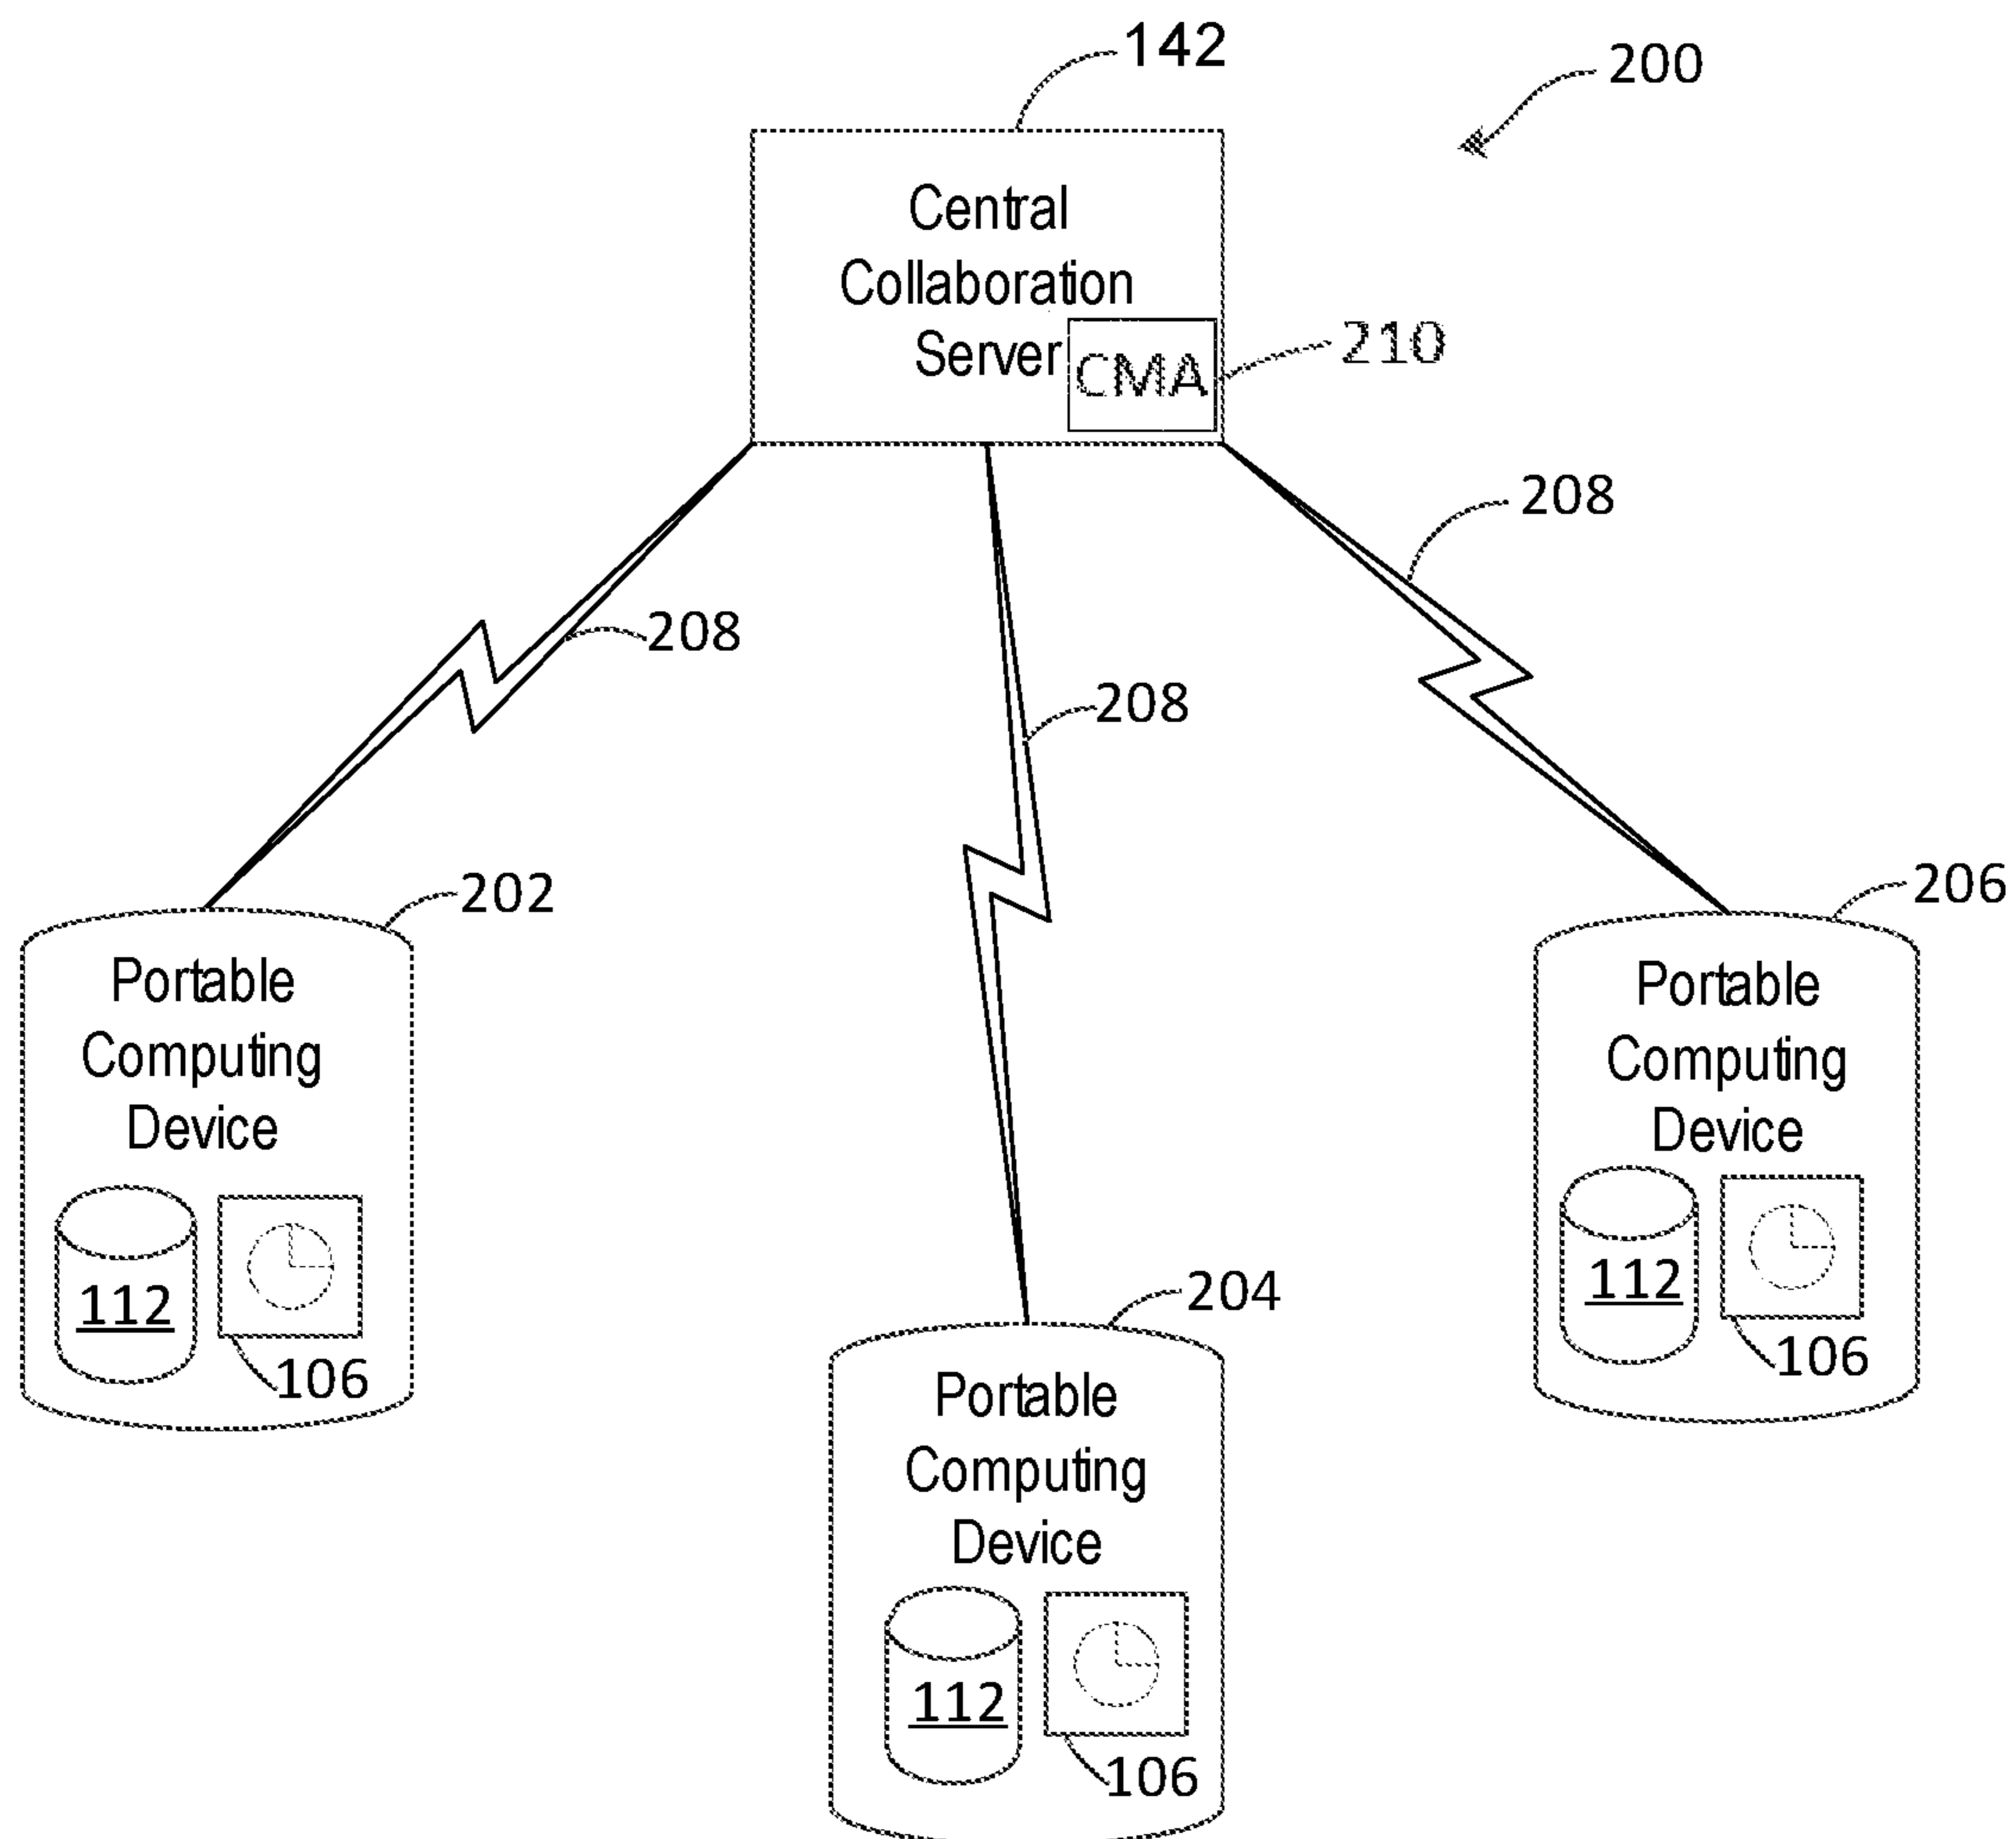 142
200
Central
Collaboration
Server
CMA
210
208
208
208
202
206
Portable
Computing
Device
112
106
Portable
Computing
Device
112
106
204
Portable
Computing
Device
112
106